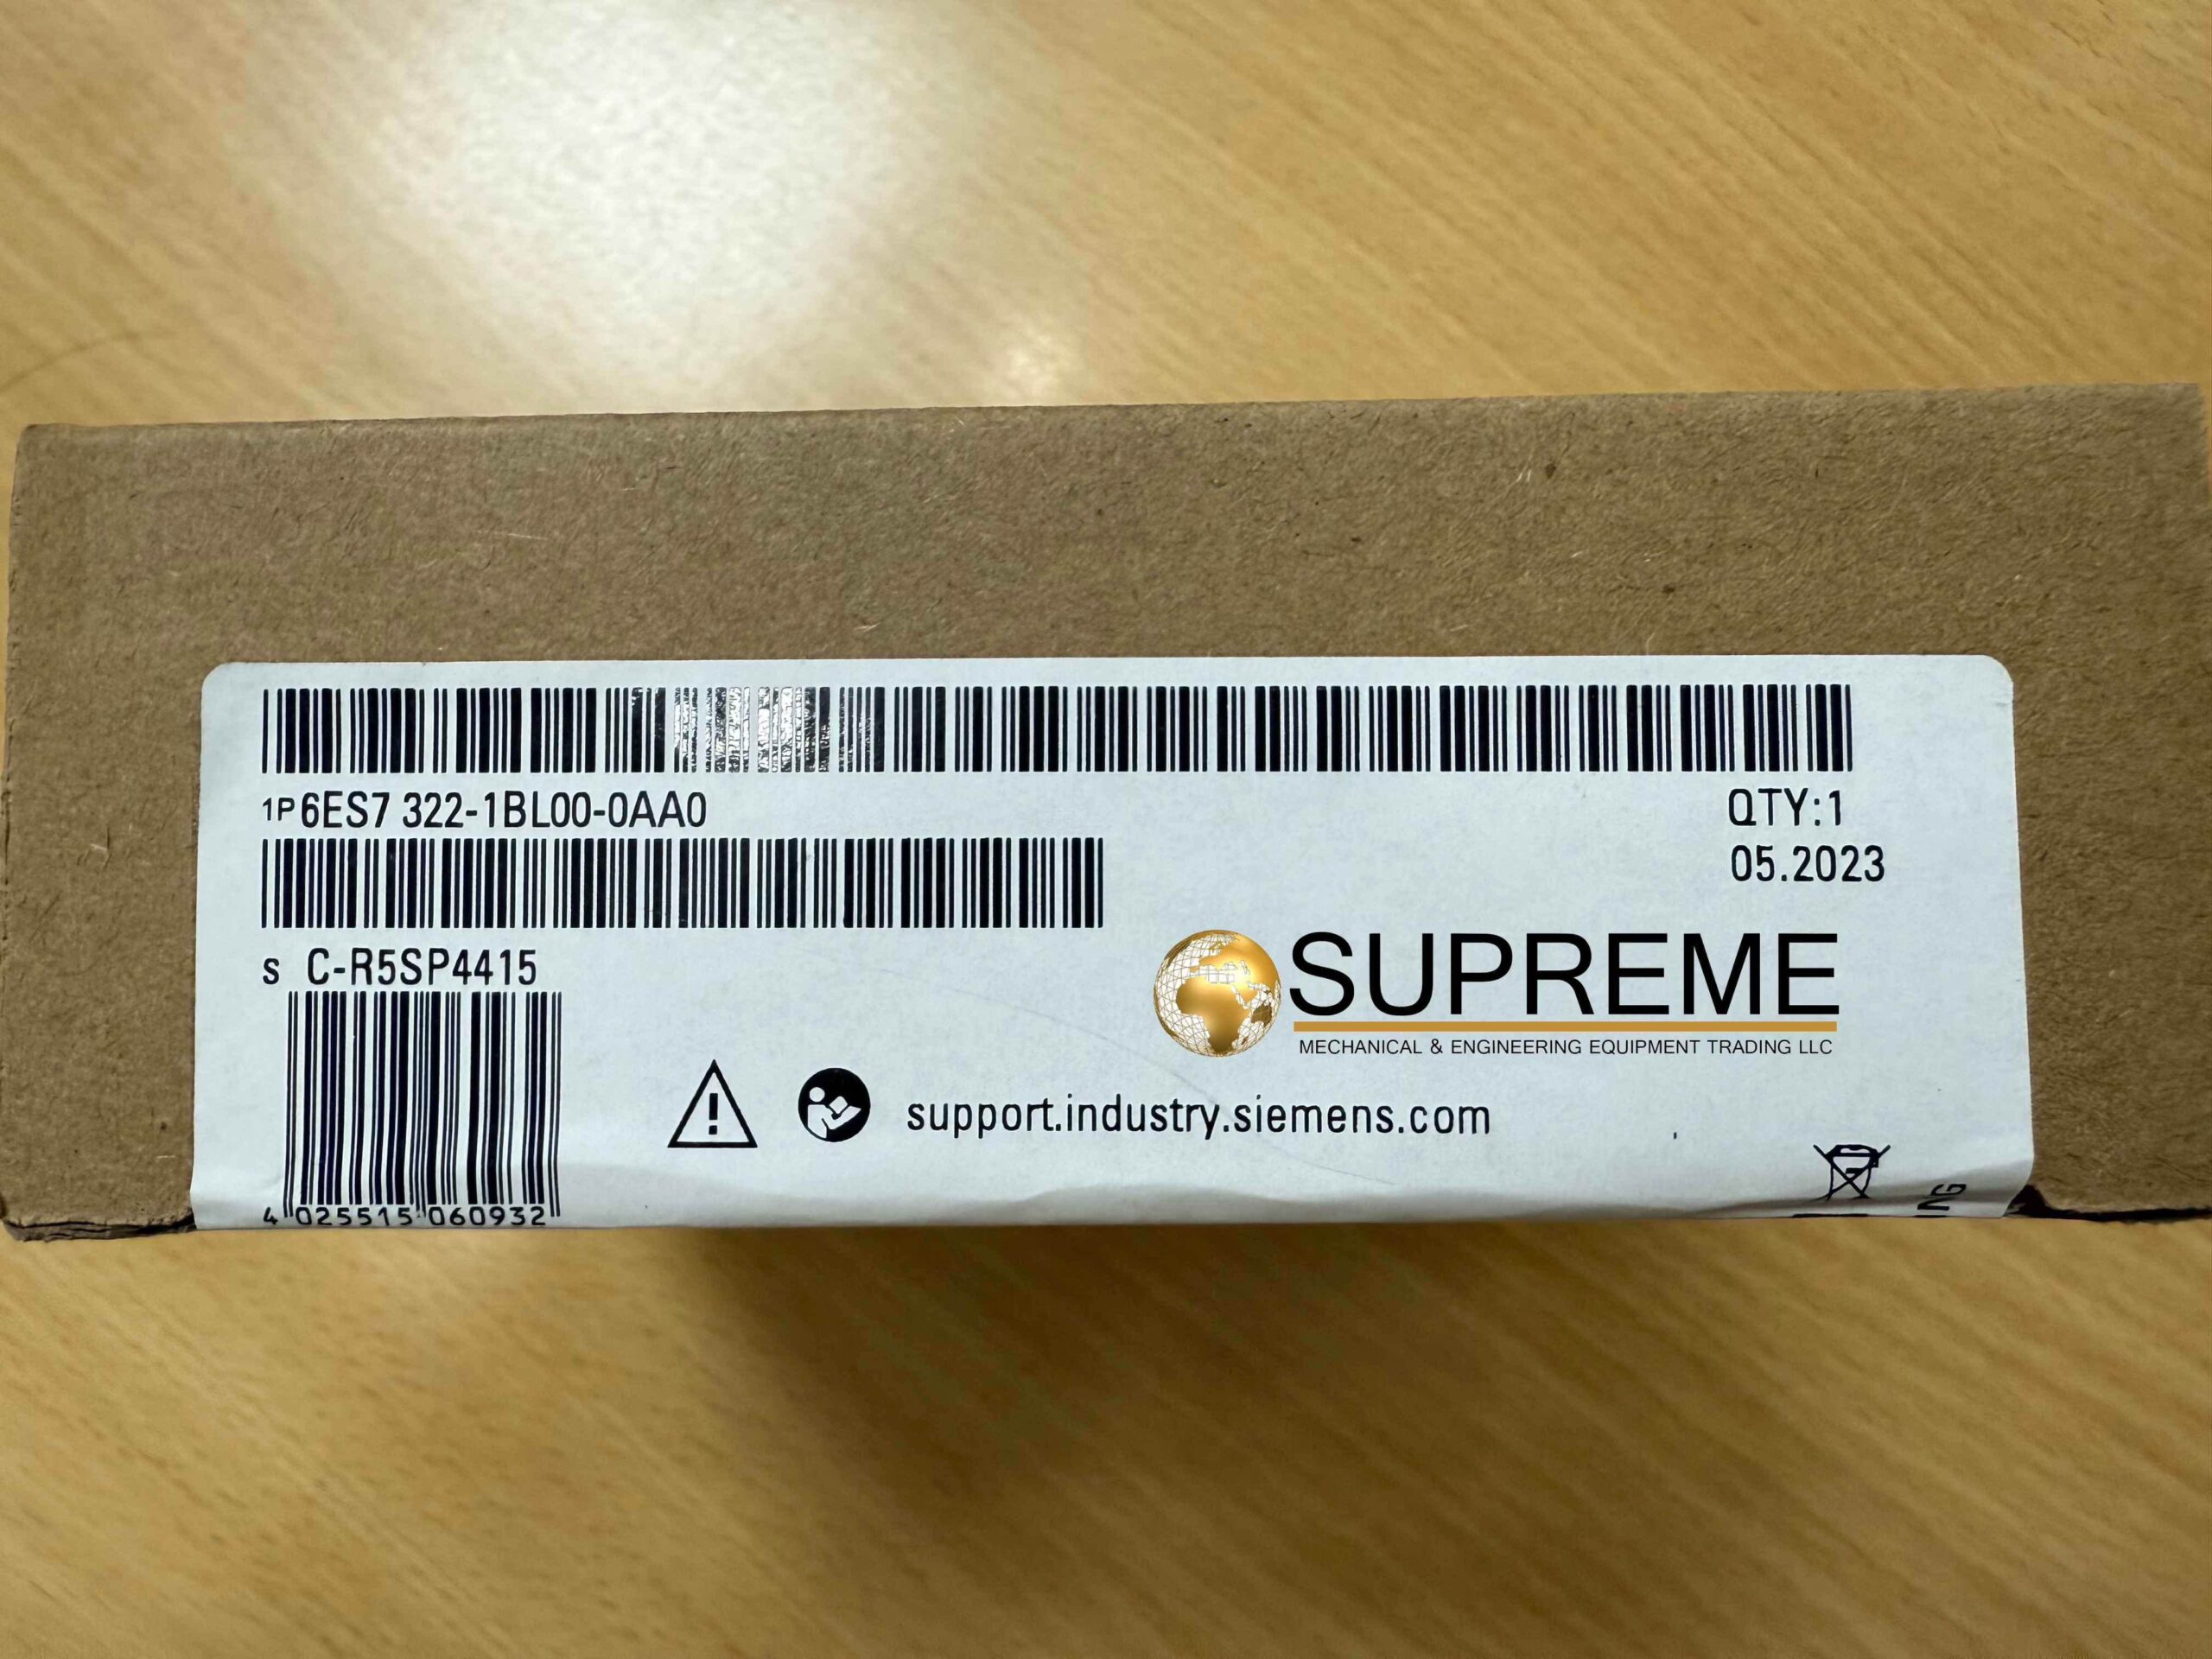 1P 6ES7 322-1BL00-0AA0
QTY:1
05.2023
S C-R5SP4415
SUPREME
MECHANICAL & ENGINEERING EQUIPMENT TRADING LLC
support.industry.siemens.com
4 025515 060932